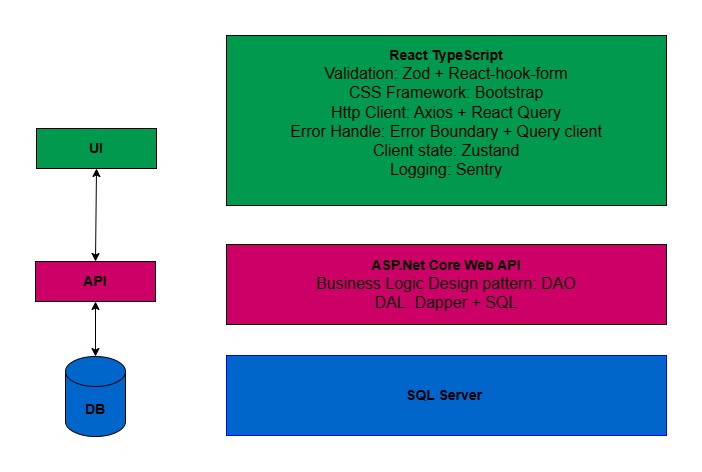 React TypeScript
Validation: Zod + React-hook-form
CSS Framework: Bootstrap
Http Client: Axios + React Query
Error Handle: Error Boundary + Query client
Client state: Zustand
Logging: Sentry
UI
ASP.Net Core Web API
Business Logic Design pattern: DAO
DAL: Dapper + SQL
API
SQL Server
DB